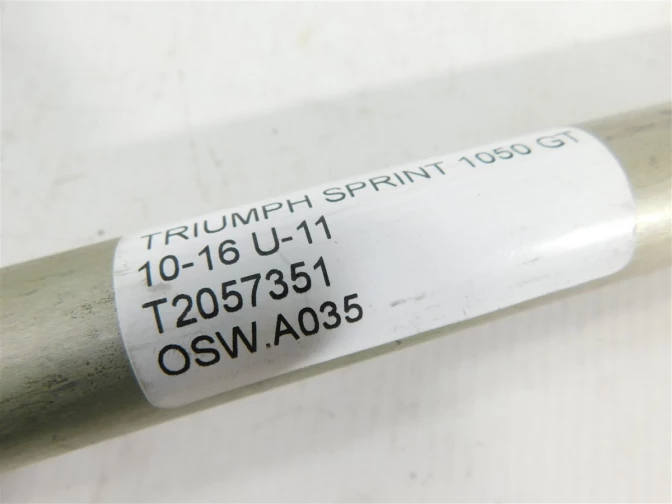 TRIUMPH SPRINT 1050 GT
10-16 U-11
T2057351
OSW.A035